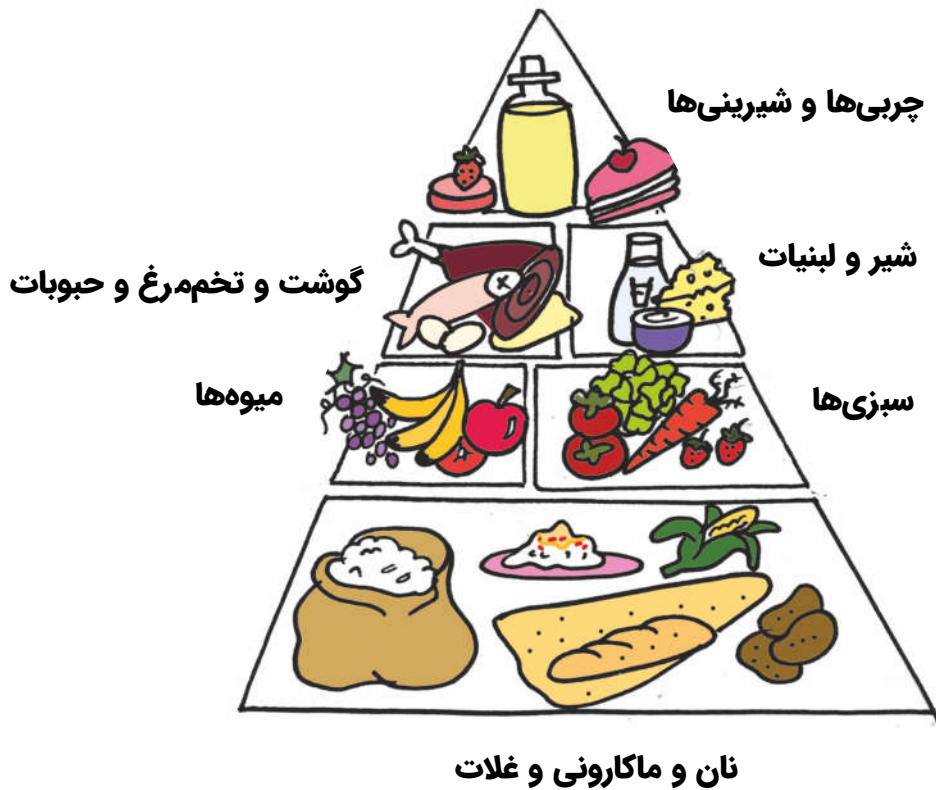 چربی‌ها و شیرینی‌ها
شیر و لبنیات
گوشت و تخم‌مرغ و حبوبات
سبزی‌ها
میوه‌ها
نان و ماکارونی و غلات